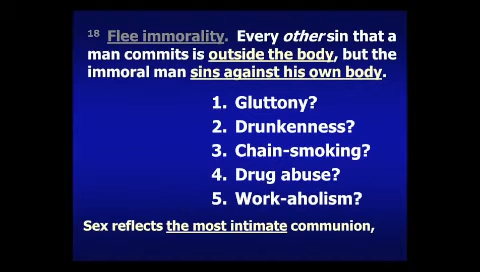 18 Flee immorality. Every other sin that a
man commits is outside the body, but the
immoral man sins against his own body.
1. Gluttony?
2. Drunkenness?
3. Chain-smoking?
4. Drug abuse?
5. Work-aholism?
Sex reflects the most intimate communion,